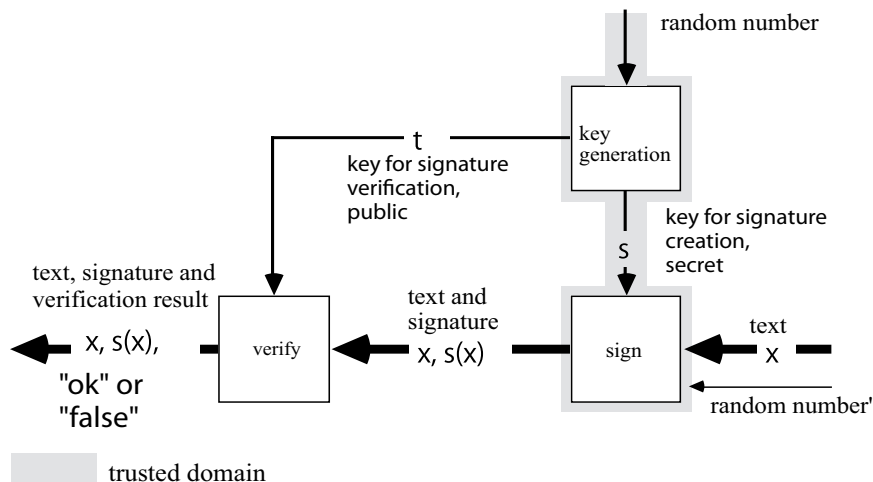 random number
key
generation
t
key for signature
verification,
public
key for signature
creation,
secret
s
text, signature and
verification result
x, s(x),
"ok" or
"false"
verify
text and
signature
x, s(x)
sign
text
x
random number'
trusted domain